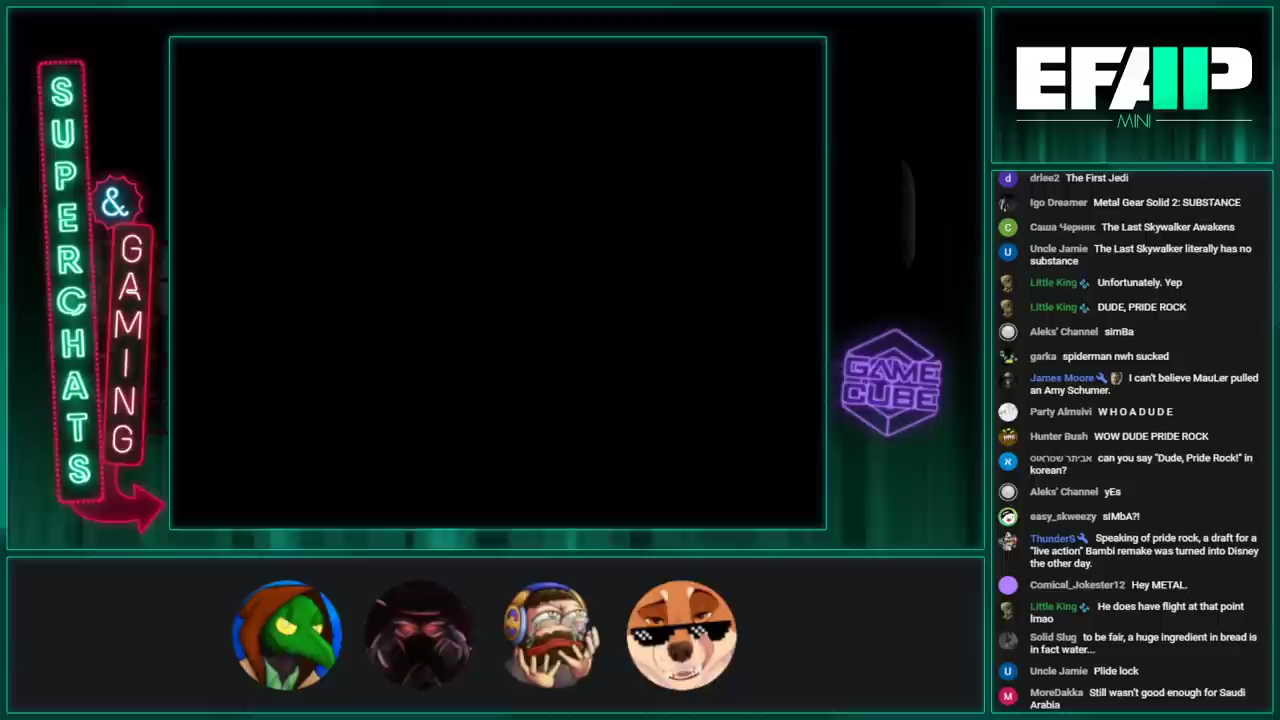 SUPERCHATS
&
GAMING
GAME
CUBE
EFAP
MINI
drlee2 The First Jedi
Igo Dreamer Metal Gear Solid 2: SUBSTANCE
Саша Черняк The Last Skywalker Awakens
Uncle Jamie The Last Skywalker literally has no
substance
Little King Unfortunately. Yep
Little King DUDE, PRIDE ROCK
Aleks' Channel simBa
garka spiderman nwh sucked
James Moore I can't believe MauLer pulled
an Amy Schumer.
Party Almsivi W H O A D U D E
Hunter Bush WOW DUDE PRIDE ROCK
אביתר שטראוס can you say "Dude, Pride Rock!" in
korean?
Aleks' Channel yEs
easy_skweezy siMbA?!
ThunderS Speaking of pride rock, a draft for a
"live action" Bambi remake was turned into Disney
the other day.
Comical_Jokester12 Hey METAL.
Little King He does have flight at that point
lmao
Solid Slug to be fair, a huge ingredient in bread is
in fact water...
Uncle Jamie Plide lock
MoreDakka Still wasn't good enough for Saudi
Arabia